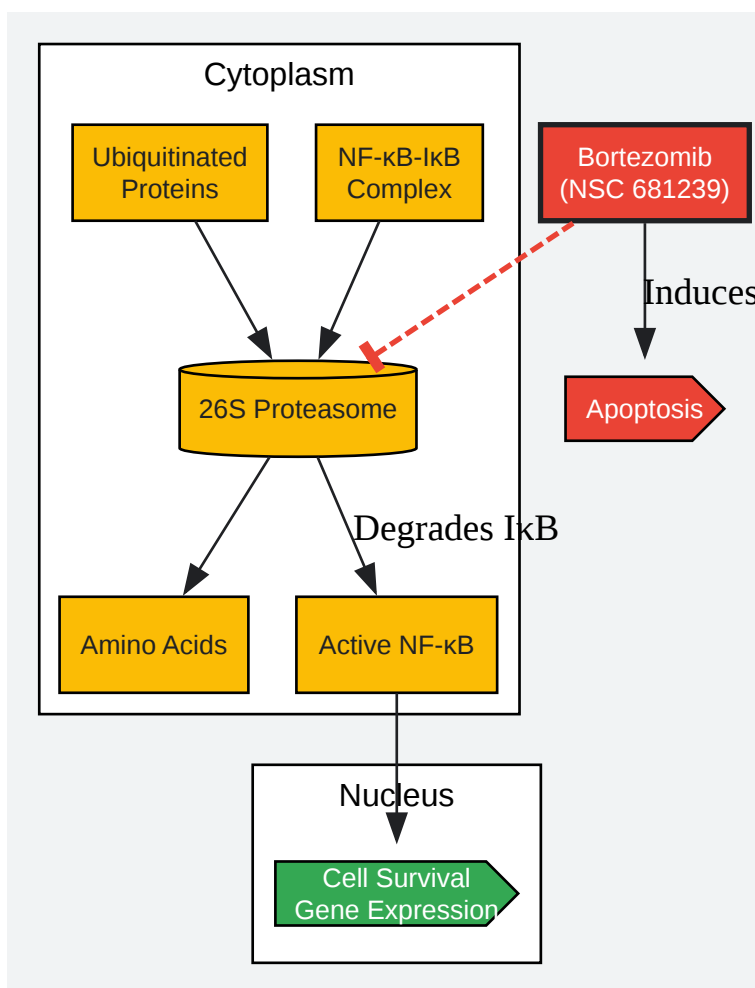 Cytoplasm
Ubiquitinated
Proteins
NF-κB-IκB
Complex
Bortezomib
(NSC 681239)
Induces
26S Proteasome
Apoptosis
Degrades IκB
Amino Acids
Active NF-κB
Nucleus
Cell Survival
Gene Expression